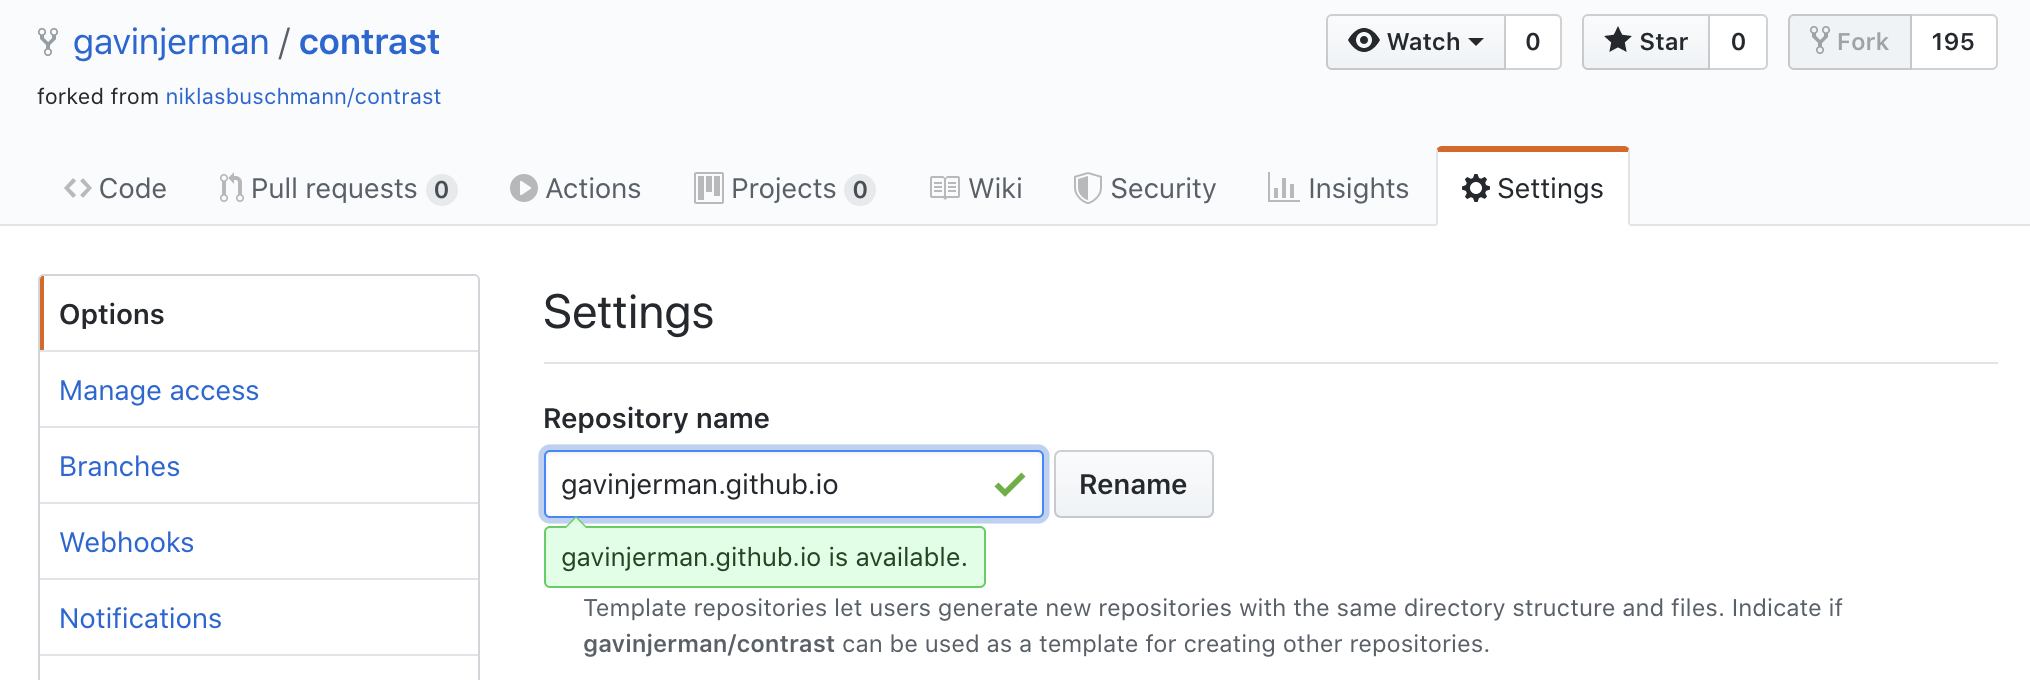 gavinjerman / contrast
Watch 0 Star 0 Fork 195
forked from niklasbuschmann/contrast
Code Pull requests 0 Actions Projects 0 Wiki Security Insights Settings
Options
Manage access
Branches
Webhooks
Notifications
Settings
Repository name
gavinjerman.github.io Rename
gavinjerman.github.io is available.
Template repositories let users generate new repositories with the same directory structure and files. Indicate if
gavinjerman/contrast can be used as a template for creating other repositories.